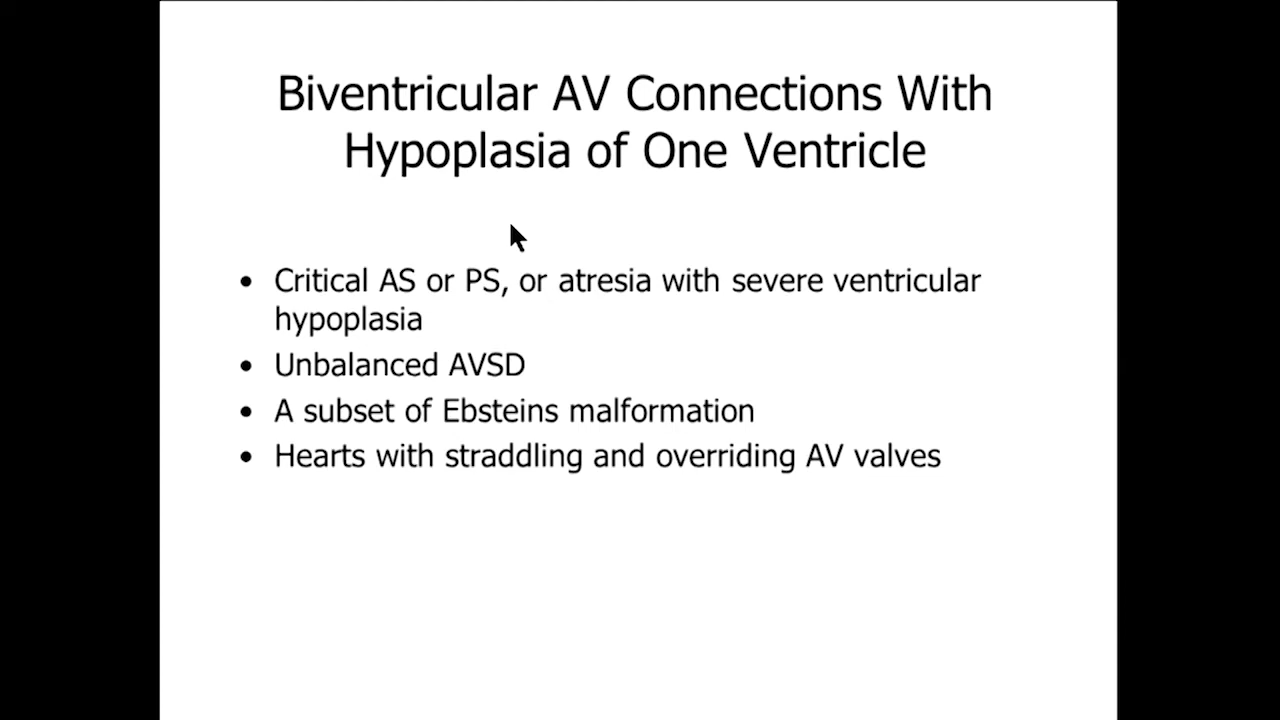 Biventricular AV Connections With
Hypoplasia of One Ventricle
• Critical AS or PS, or atresia with severe ventricular
hypoplasia
• Unbalanced AVSD
• A subset of Ebsteins malformation
• Hearts with straddling and overriding AV valves